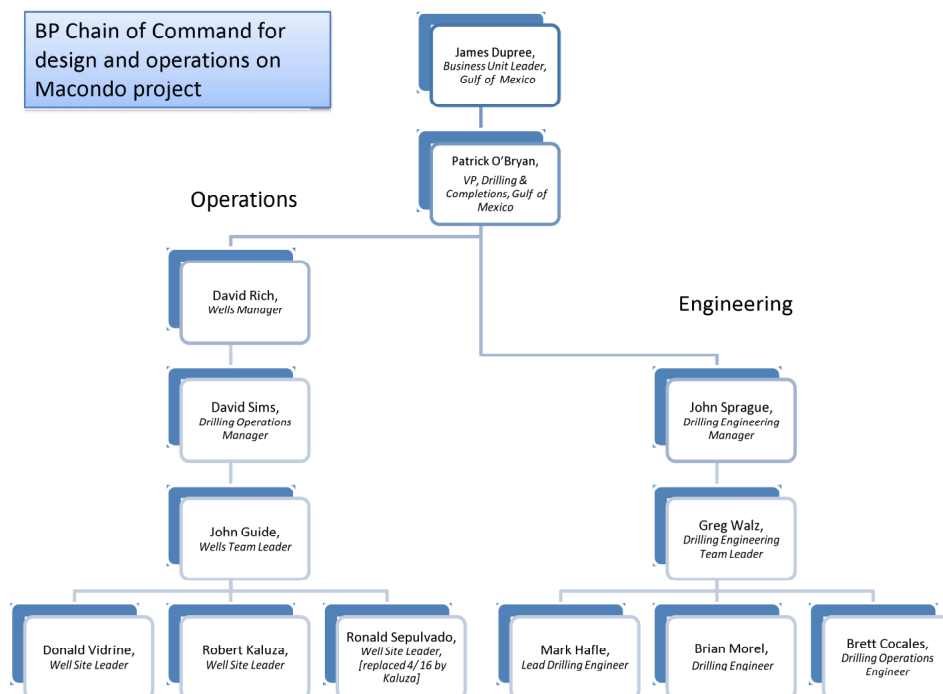 BP Chain of Command for
design and operations on
Macondo project
James Dupree,
Business Unit Leader,
Gulf of Mexico
Patrick O'Bryan,
VP, Drilling &
Completions, Gulf of
Mexico
Operations
David Rich,
Wells Manager
Engineering
David Sims,
Drilling Operations
Manager
John Sprague,
Drilling Engineering
Manager
John Guide,
Wells Team Leader
Greg Walz,
Drilling Engineering
Team Leader
Donald Vidrine,
Well Site Leader
Robert Kaluza,
Well Site Leader
Ronald Sepulvado,
Well Site Leader,
[replaced 4/16 by
Kaluza]
Mark Hafle,
Lead Drilling Engineer
Brian Morel,
Drilling Engineer
Brett Cocales,
Drilling Operations
Engineer